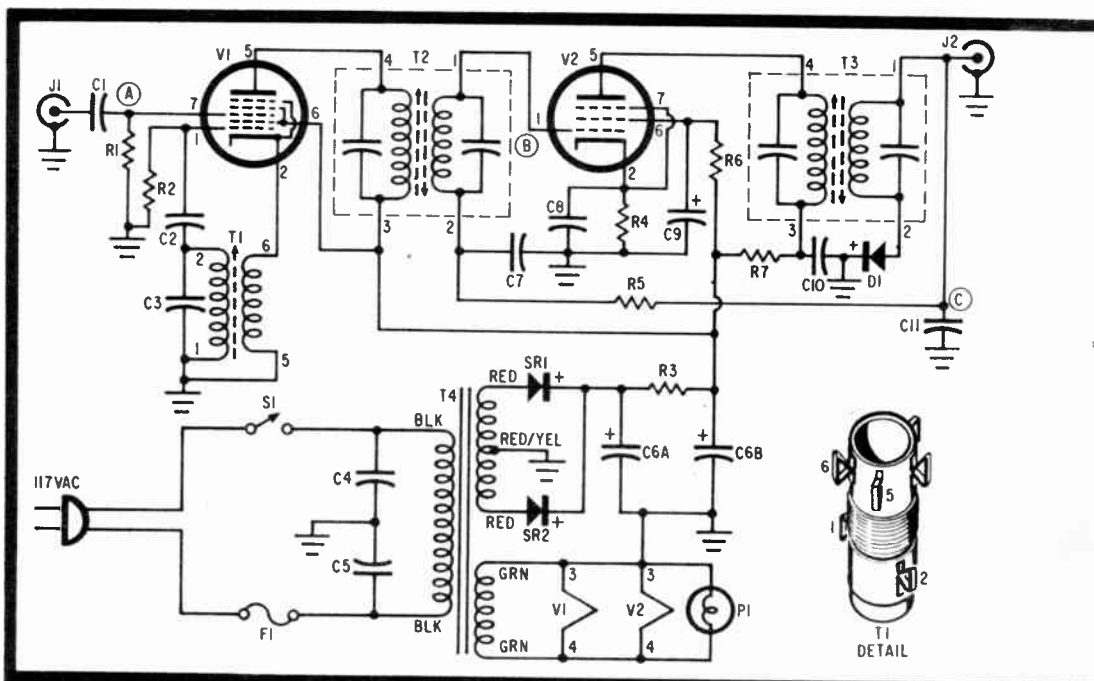 V1
5
4
T2
1
V2
5
4
T3
1
J2
J1
C1
A
7
6
7
6
1
B
1
R1
R2
2
2
R6
C2
C8
R4
+
C9
3
2
3
2
T1
6
2
C7
R7
C10
+
D1
C3
R5
C
C11
1
5
SR1
+
R3
RED
S1
T4
BLK
+
C6A
+
C6B
RED/YEL
C4
117VAC
6
5
RED
SR2
+
1
C5
GRN
3
3
2
V1
V2
P1
F1
BLK
GRN
4
4
T1
DETAIL